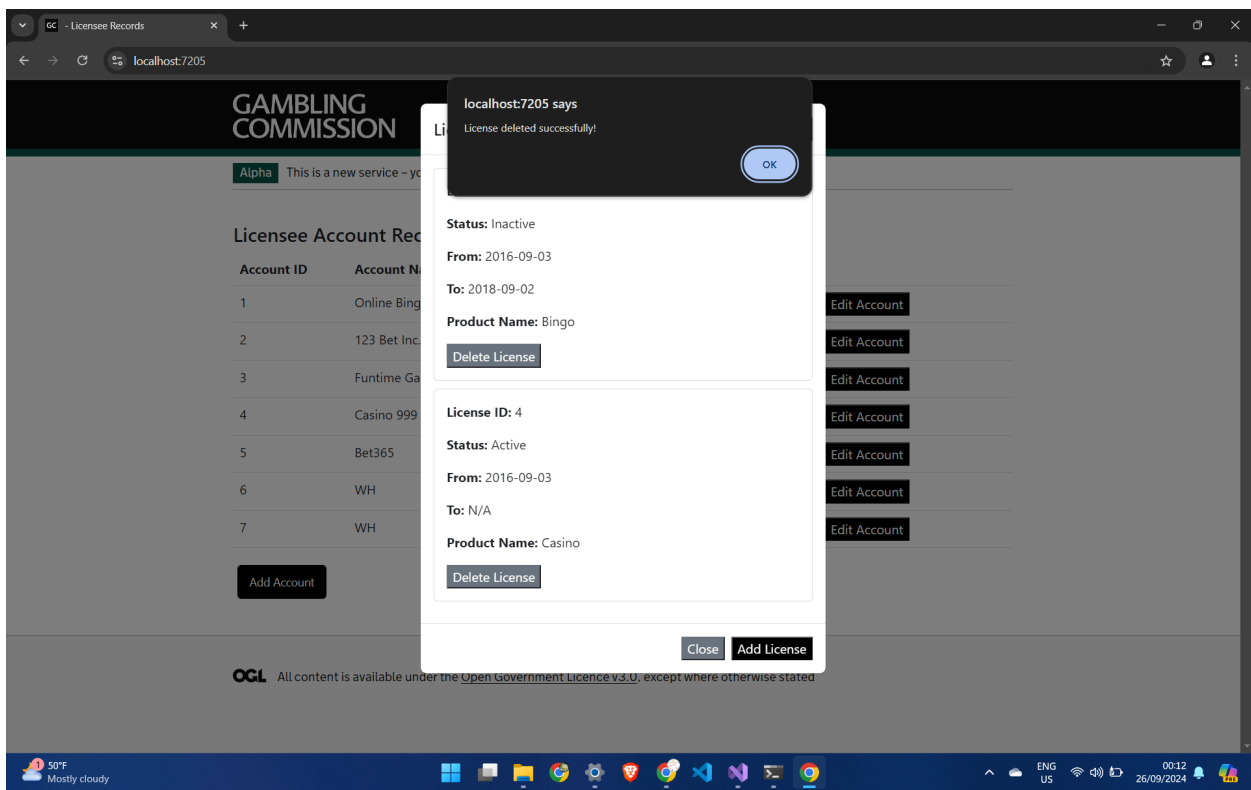 GC - Licensee Records
localhost:7205
GAMBLING
COMMISSION
localhost:7205 says
License deleted successfully!
OK
Li
Alpha This is a new service – yo
Status: Inactive
From: 2016-09-03
To: 2018-09-02
Product Name: Bingo
Delete License
License ID: 4
Status: Active
From: 2016-09-03
To: N/A
Product Name: Casino
Delete License
Close Add License
Licensee Account Rec
Account ID Account Na
1 Online Bing Edit Account
2 123 Bet Inc. Edit Account
3 Funtime Ga Edit Account
4 Casino 999 Edit Account
5 Bet365 Edit Account
6 WH Edit Account
7 WH Edit Account
Add Account
OGL All content is available under the Open Government Licence v3.0, except where otherwise stated
1
50°F
Mostly cloudy
ENG
US
00:12
26/09/2024
PRE